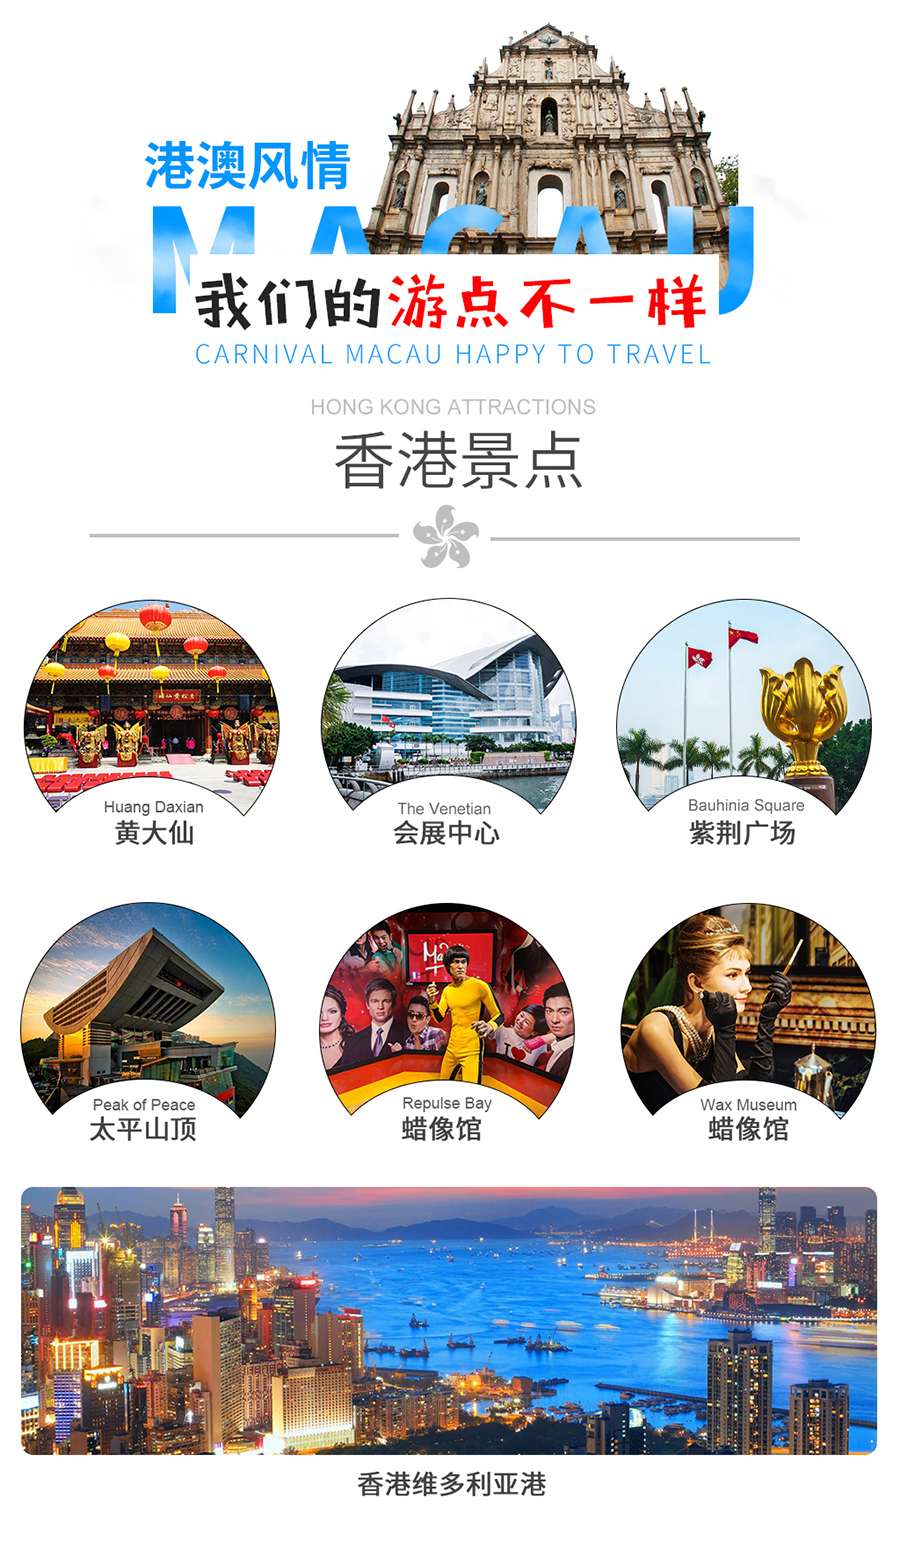 港澳风情
MACAU
我们的游点不一样
CARNIVAL MACAU HAPPY TO TRAVEL
HONG KONG ATTRACTIONS
香港景点
Huang Daxian
黄大仙
The Venetian
会展中心
Bauhinia Square
紫荆广场
Peak of Peace
太平山顶
Repulse Bay
蜡像馆
Wax Museum
蜡像馆
香港维多利亚港